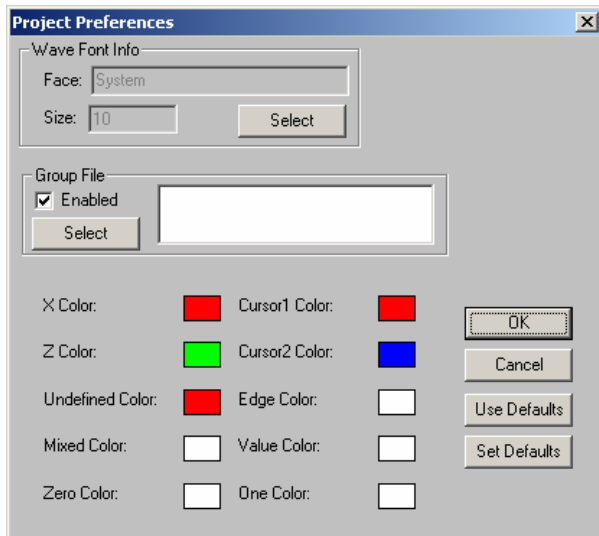 Project Preferences
Wave Font Info
Face: System
Size: 10
Select
Group File
Enabled
Select
X Color: Cursor1 Color:
OK
Z Color: Cursor2 Color:
Cancel
Undefined Color: Edge Color:
Use Defaults
Mixed Color: Value Color:
Set Defaults
Zero Color: One Color: